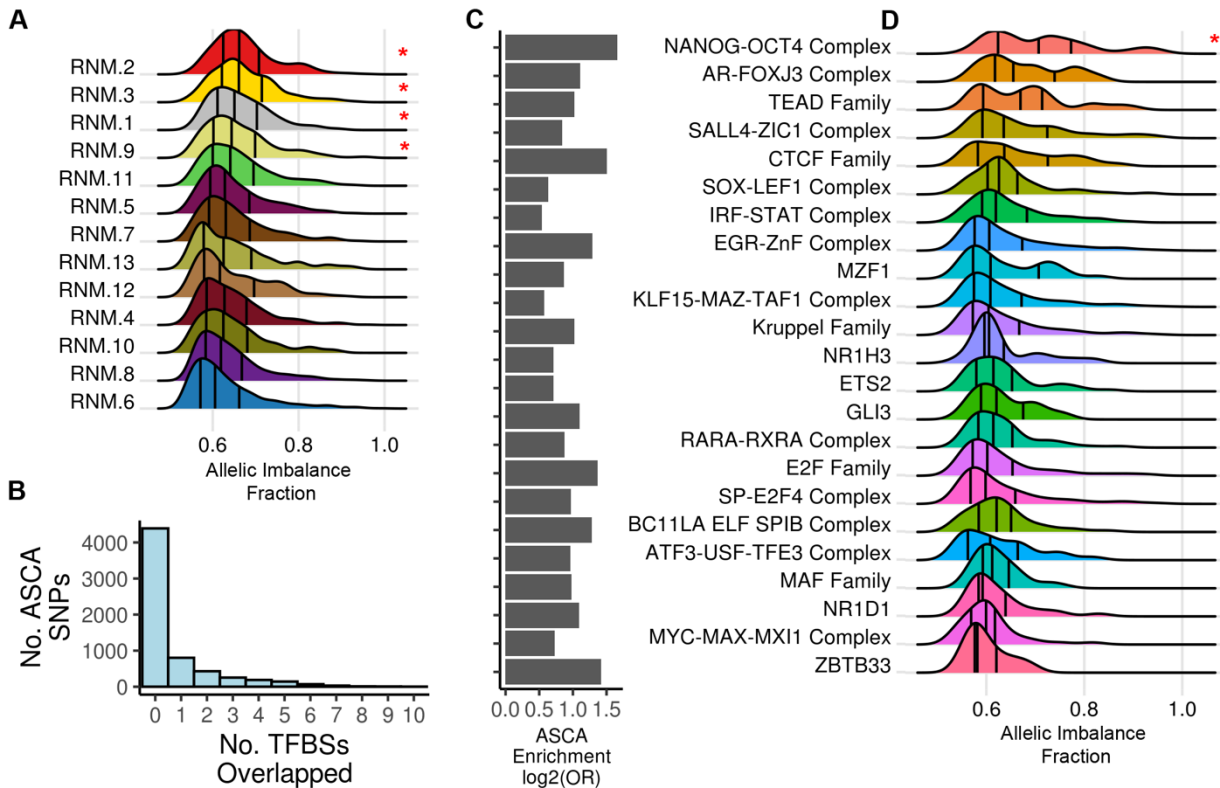 A
RNM.2
*
RNM.3
*
RNM.1
*
RNM.9
*
RNM.11
RNM.5
RNM.7
RNM.13
RNM.12
RNM.4
RNM.10
RNM.8
RNM.6
0.6 0.8 1.0
Allelic Imbalance
Fraction
B
No. ASCA
SNPs
4000
3000
2000
1000
0
0 1 2 3 4 5 6 7 8 9 10
No. TFBSs
Overlapped
C
0.0 0.5 1.0 1.5
ASCA
Enrichment
log2(OR)
D
NANOG-OCT4 Complex
*
AR-FOXJ3 Complex
TEAD Family
SALL4-ZIC1 Complex
CTCF Family
SOX-LEF1 Complex
IRF-STAT Complex
EGR-ZnF Complex
MZF1
KLF15-MAZ-TAF1 Complex
Kruppel Family
NR1H3
ETS2
GLI3
RARA-RXRA Complex
E2F Family
SP-E2F4 Complex
BC11LA ELF SPIB Complex
ATF3-USF-TFE3 Complex
MAF Family
NR1D1
MYC-MAX-MXI1 Complex
ZBTB33
0.6 0.8 1.0
Allelic Imbalance
Fraction